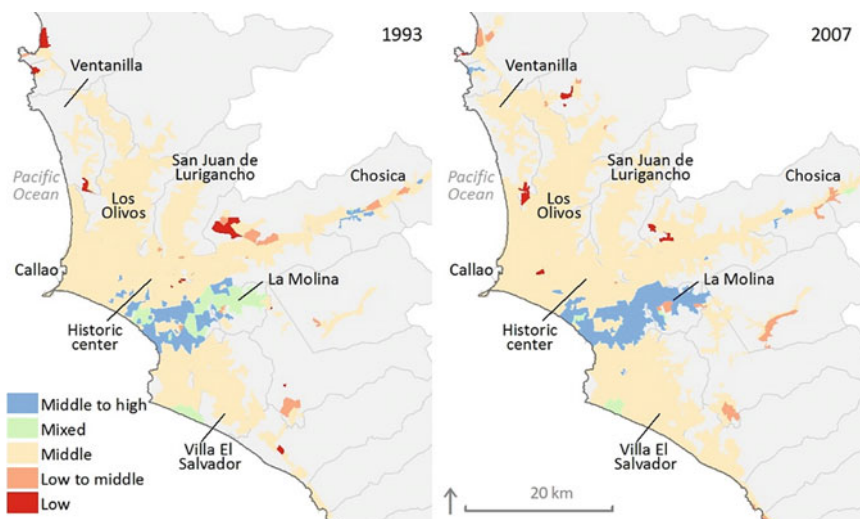 1993
Ventanilla
San Juan de
Lurigancho
Chosica
Pacific
Ocean
Los
Olivos
Callao
La Molina
Historic
center
Villa El
Salvador
Middle to high
Mixed
Middle
Low to middle
Low
2007
Ventanilla
San Juan de
Lurigancho
Chosica
Pacific
Ocean
Los
Olivos
Callao
La Molina
Historic
center
Villa El
Salvador
20 km